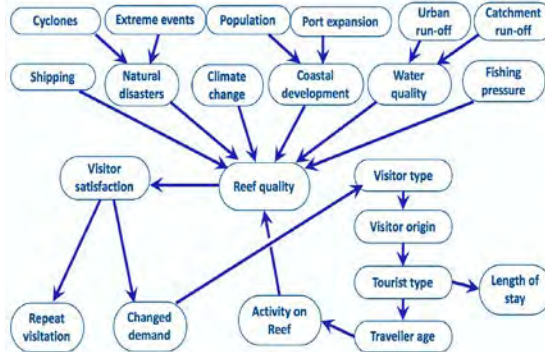 Cyclones
Extreme events
Population
Port expansion
Urban
run-off
Catchment
run-off
Shipping
Natural
disasters
Climate
change
Coastal
development
Water
quality
Fishing
pressure
Visitor
satisfaction
Reef quality
Visitor type
Visitor origin
Tourist type
Length of
stay
Repeat
visitation
Changed
demand
Activity on
Reef
Traveller age